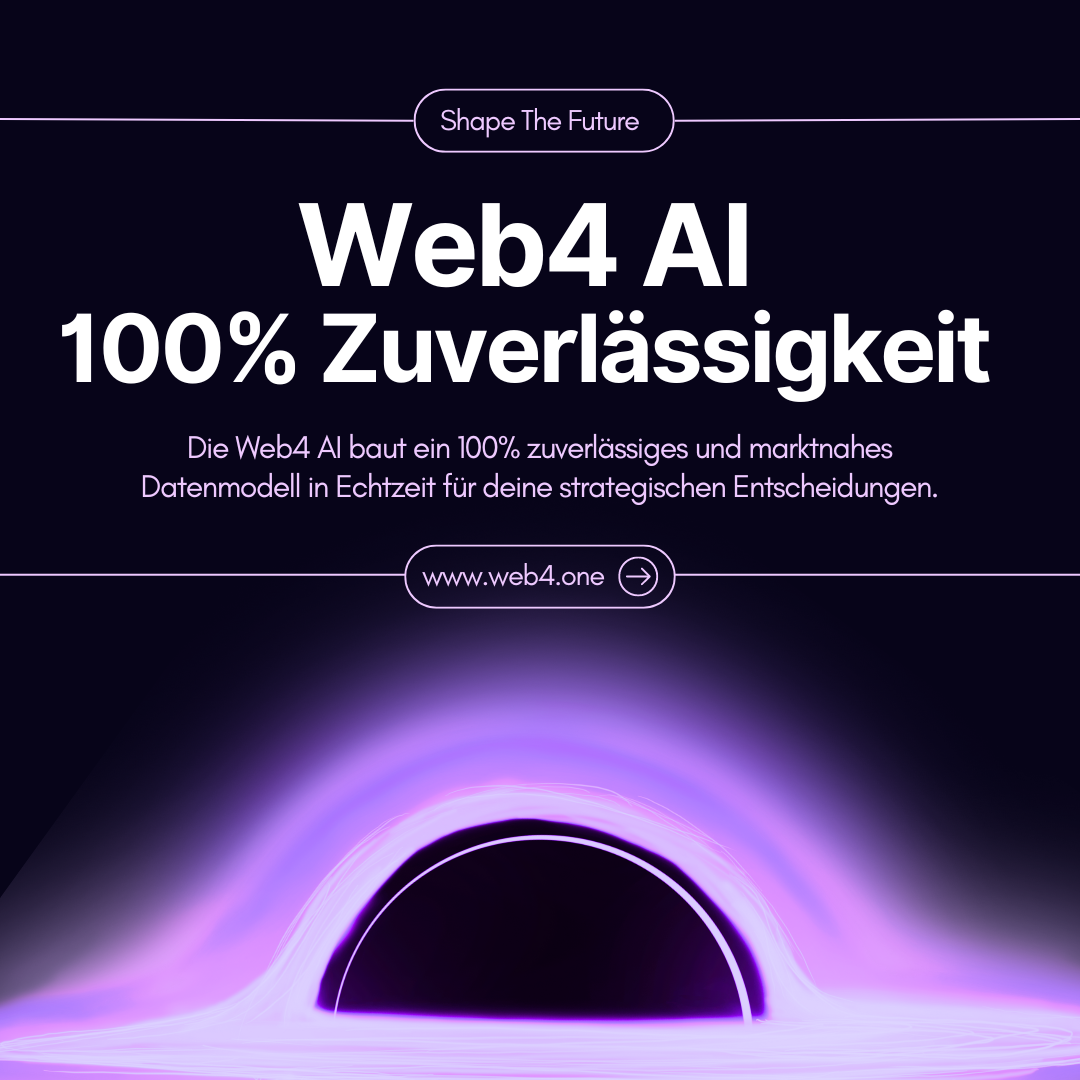 Shape The Future
Web4 AI
100% Zuverlässigkeit
Die Web4 AI baut ein 100% zuverlässiges und marktnahes
Datenmodell in Echtzeit für deine strategischen Entscheidungen.
www.web4.one